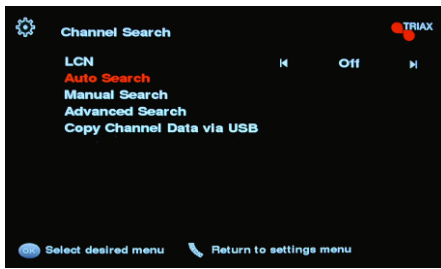 Channel Search
TRIAX
LCN Off
Auto Search
Manual Search
Advanced Search
Copy Channel Data via USB
OK Select desired menu Return to settings menu